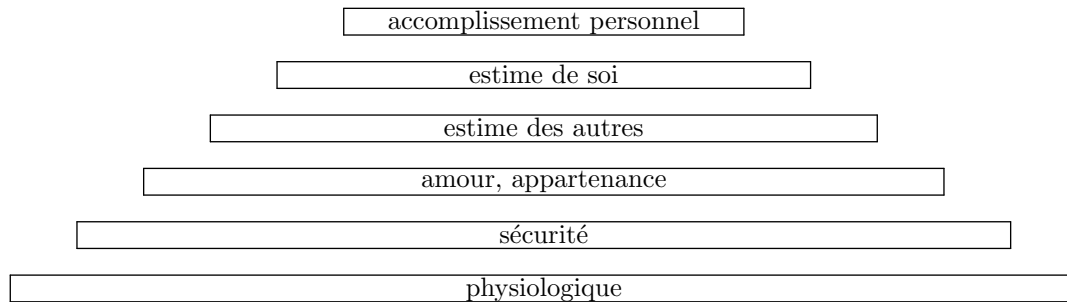 accomplissement personnel
estime de soi
estime des autres
amour, appartenance
sécurité
physiologique